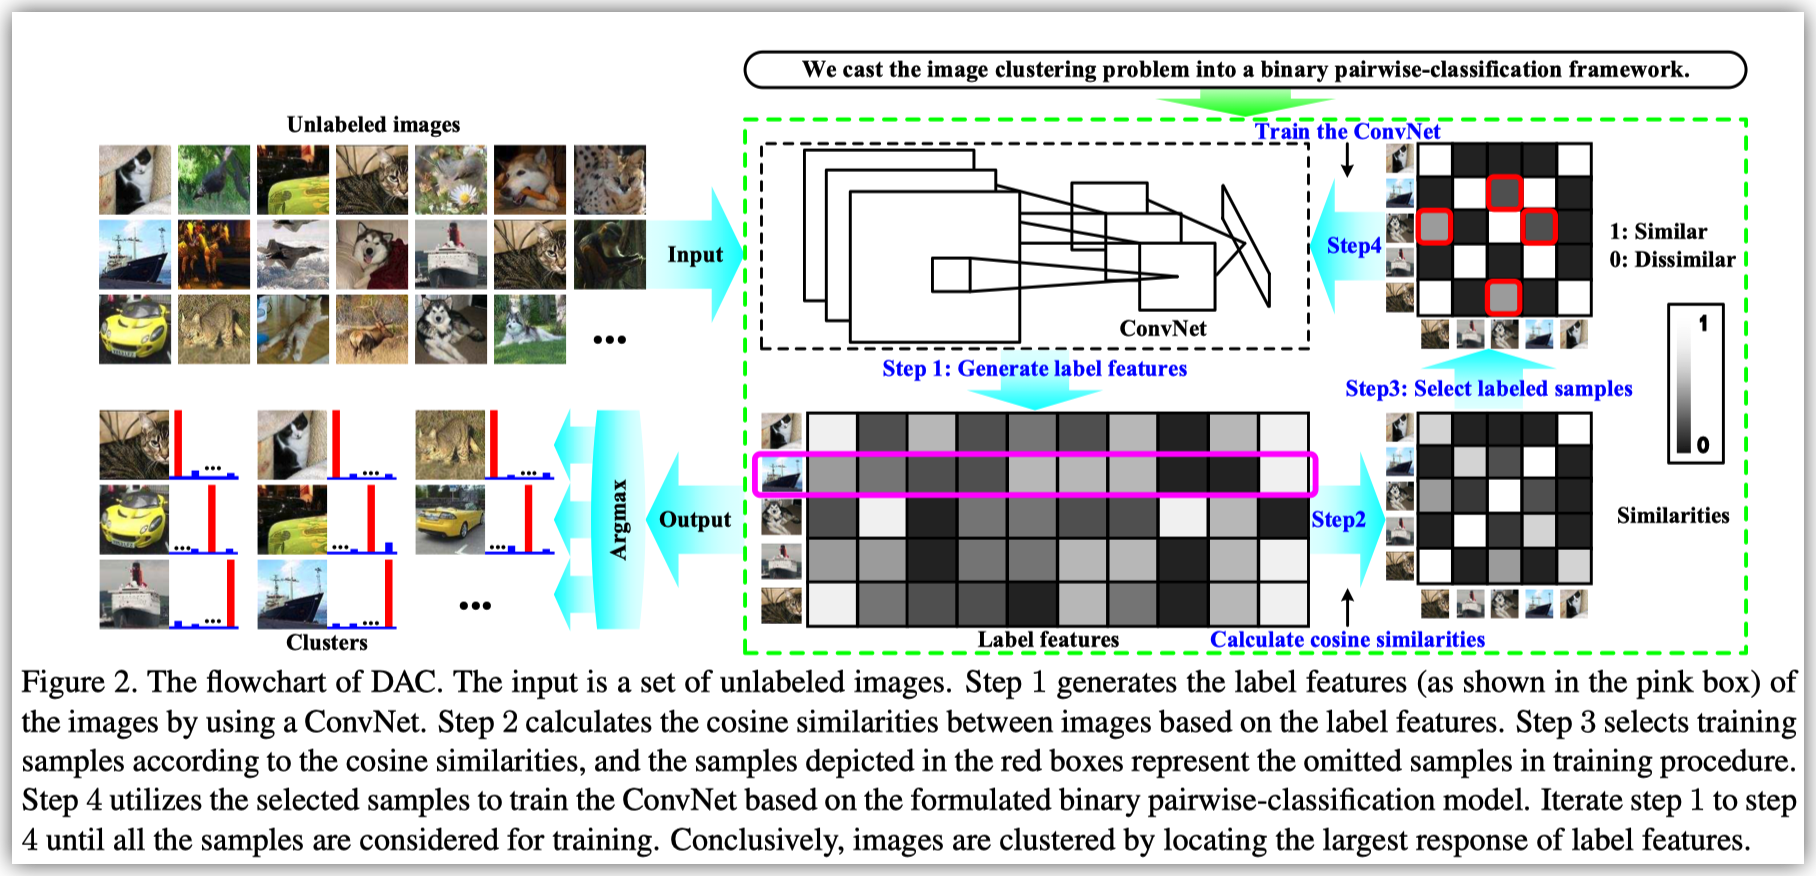 We cast the image clustering problem into a binary pairwise-classification framework.
Unlabeled images
Train the ConvNet
Input
Step4
1: Similar
0: Dissimilar
ConvNet
1
0
Step 1: Generate label features
Step3: Select labeled samples
...
Argmax
Output
Step2
Similarities
...
Clusters
Label features
Calculate cosine similarities
Figure 2. The flowchart of DAC. The input is a set of unlabeled images. Step 1 generates the label features (as shown in the pink box) of
the images by using a ConvNet. Step 2 calculates the cosine similarities between images based on the label features. Step 3 selects training
samples according to the cosine similarities, and the samples depicted in the red boxes represent the omitted samples in training procedure.
Step 4 utilizes the selected samples to train the ConvNet based on the formulated binary pairwise-classification model. Iterate step 1 to step
4 until all the samples are considered for training. Conclusively, images are clustered by locating the largest response of label features.